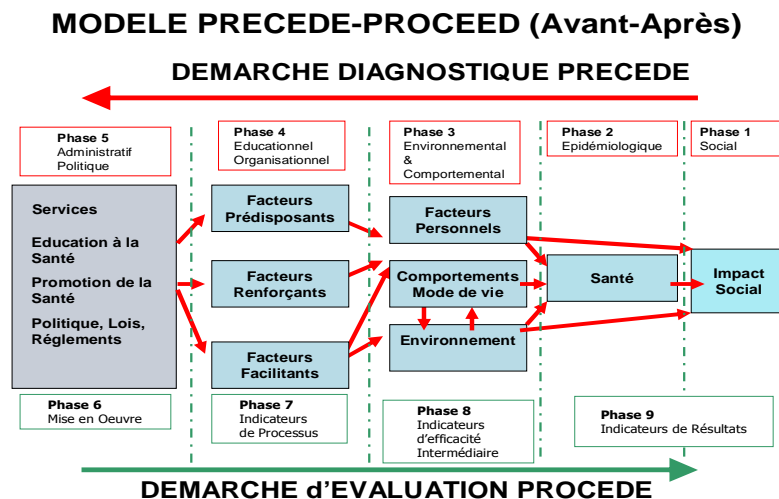 MODELE PRECEDE-PROCEED (Avant-Après)
DEMARCHE DIAGNOSTIQUE PRECEDE
Phase 5
Administratif
Politique
Phase 4
Educationnel
Organisationnel
Phase 3
Environnemental
&
Comportemental
Phase 2
Epidémiologique
Phase 1
Social
Services
Education à la
Santé
Promotion de la
Santé
Politique, Lois,
Réglements
Facteurs
Prédisposants
Facteurs
Renforçants
Facteurs
Facilitants
Facteurs
Personnels
Comportements
Mode de vie
Environnement
Santé
Impact
Social
Phase 6
Mise en Oeuvre
Phase 7
Indicateurs
de Processus
Phase 8
Indicateurs
d'efficacité
Intermédiaire
Phase 9
Indicateurs de Résultats
DEMARCHE d'EVALUATION PROCEDE